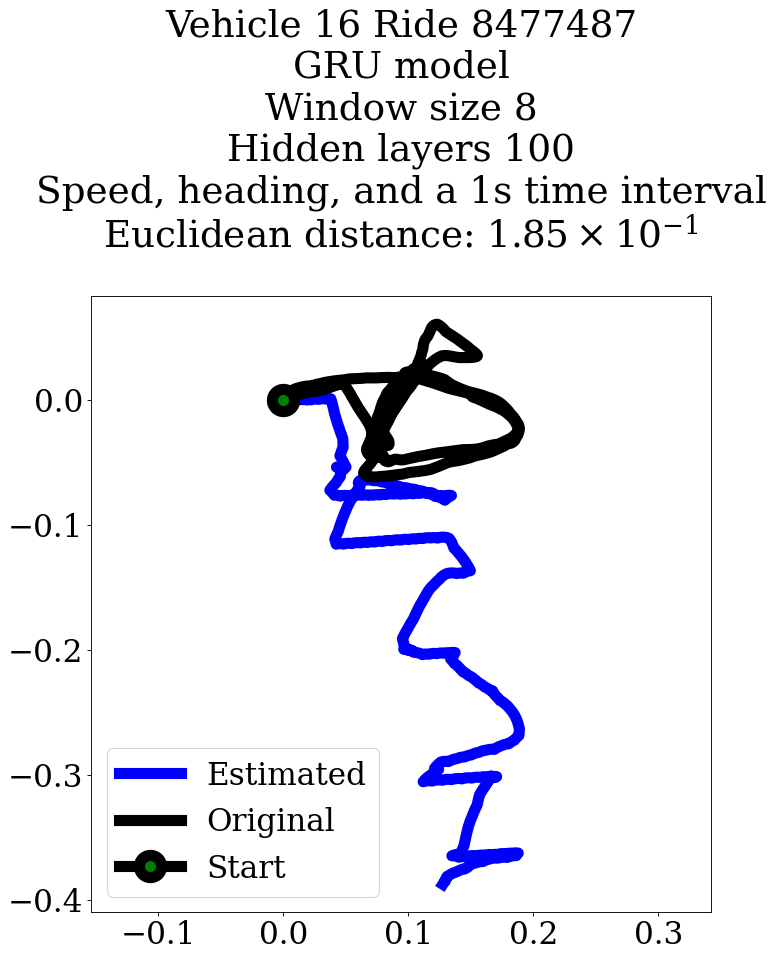 Vehicle 16 Ride 8477487
GRU model
Window size 8
Hidden layers 100
Speed, heading, and a 1s time interval
Euclidean distance: 1.85 × 10⁻¹
0.0
−0.1
−0.2
−0.3
−0.4
Estimated
Original
Start
−0.1 0.0 0.1 0.2 0.3